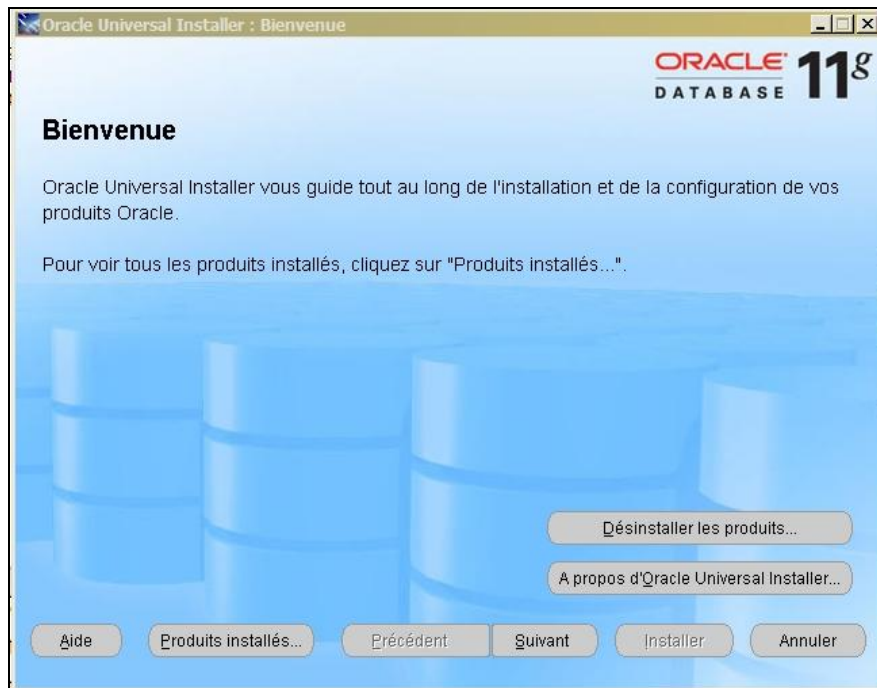 Oracle Universal Installer : Bienvenue
ORACLE
DATABASE
11g
Bienvenue
Oracle Universal Installer vous guide tout au long de l'installation et de la configuration de vos
produits Oracle.
Pour voir tous les produits installés, cliquez sur "Produits installés...".
Désinstaller les produits...
A propos d'Oracle Universal Installer...
Aide
Produits installés...
Précédent
Suivant
Installer
Annuler